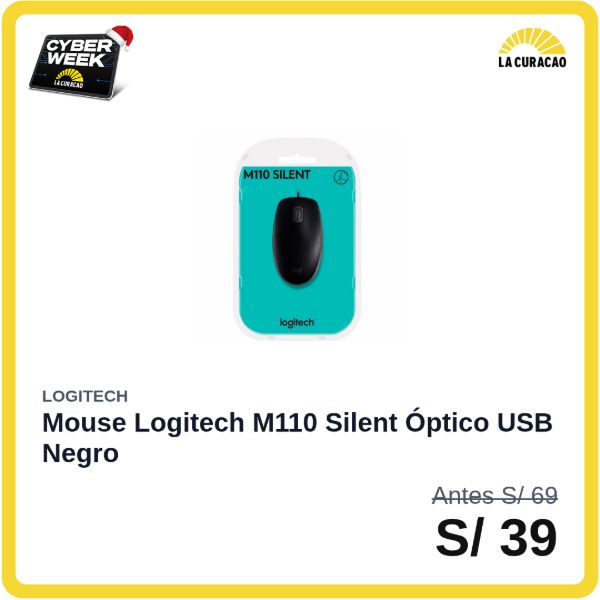 CYBER
WEEK
LA CURACAO
LA CURACAO
M110 SILENT
logitech
LOGITECH
Mouse Logitech M110 Silent Óptico USB
Negro
Antes S/ 69
S/ 39